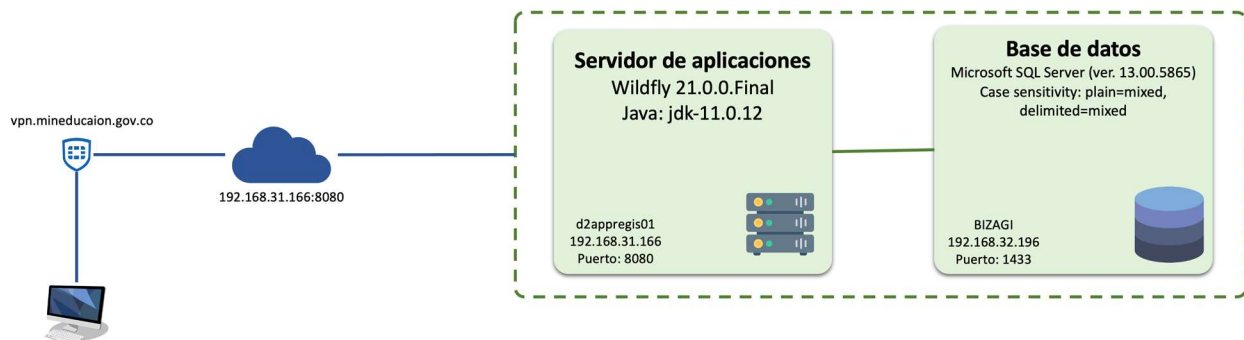 vpn.mineducaion.gov.co
192.168.31.166:8080
Servidor de aplicaciones
Wildfly 21.0.0.Final
Java: jdk-11.0.12
d2appregis01
192.168.31.166
Puerto: 8080
Base de datos
Microsoft SQL Server (ver. 13.00.5865)
Case sensitivity: plain=mixed,
delimited=mixed
BIZAGI
192.168.32.196
Puerto: 1433